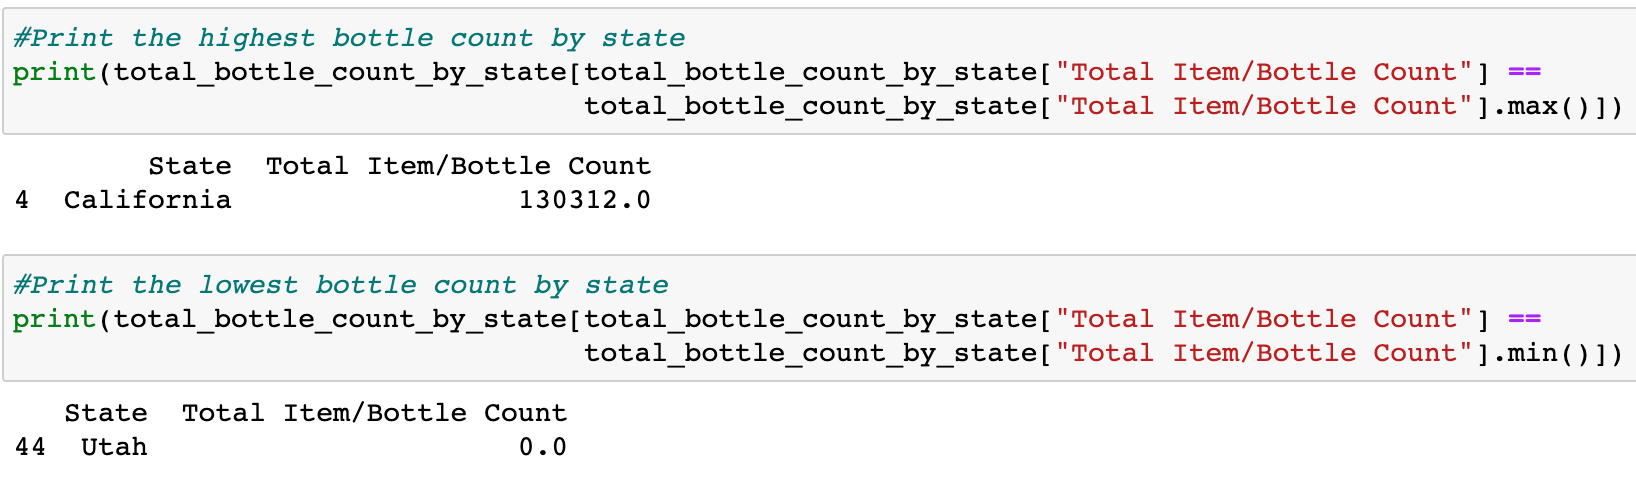 #Print the highest bottle count by state
print(total_bottle_count_by_state[total_bottle_count_by_state["Total Item/Bottle Count"] ==
                                  total_bottle_count_by_state["Total Item/Bottle Count"].max()])
        State  Total Item/Bottle Count
4  California                 130312.0
#Print the lowest bottle count by state
print(total_bottle_count_by_state[total_bottle_count_by_state["Total Item/Bottle Count"] ==
                                  total_bottle_count_by_state["Total Item/Bottle Count"].min()])
   State  Total Item/Bottle Count
44  Utah                      0.0